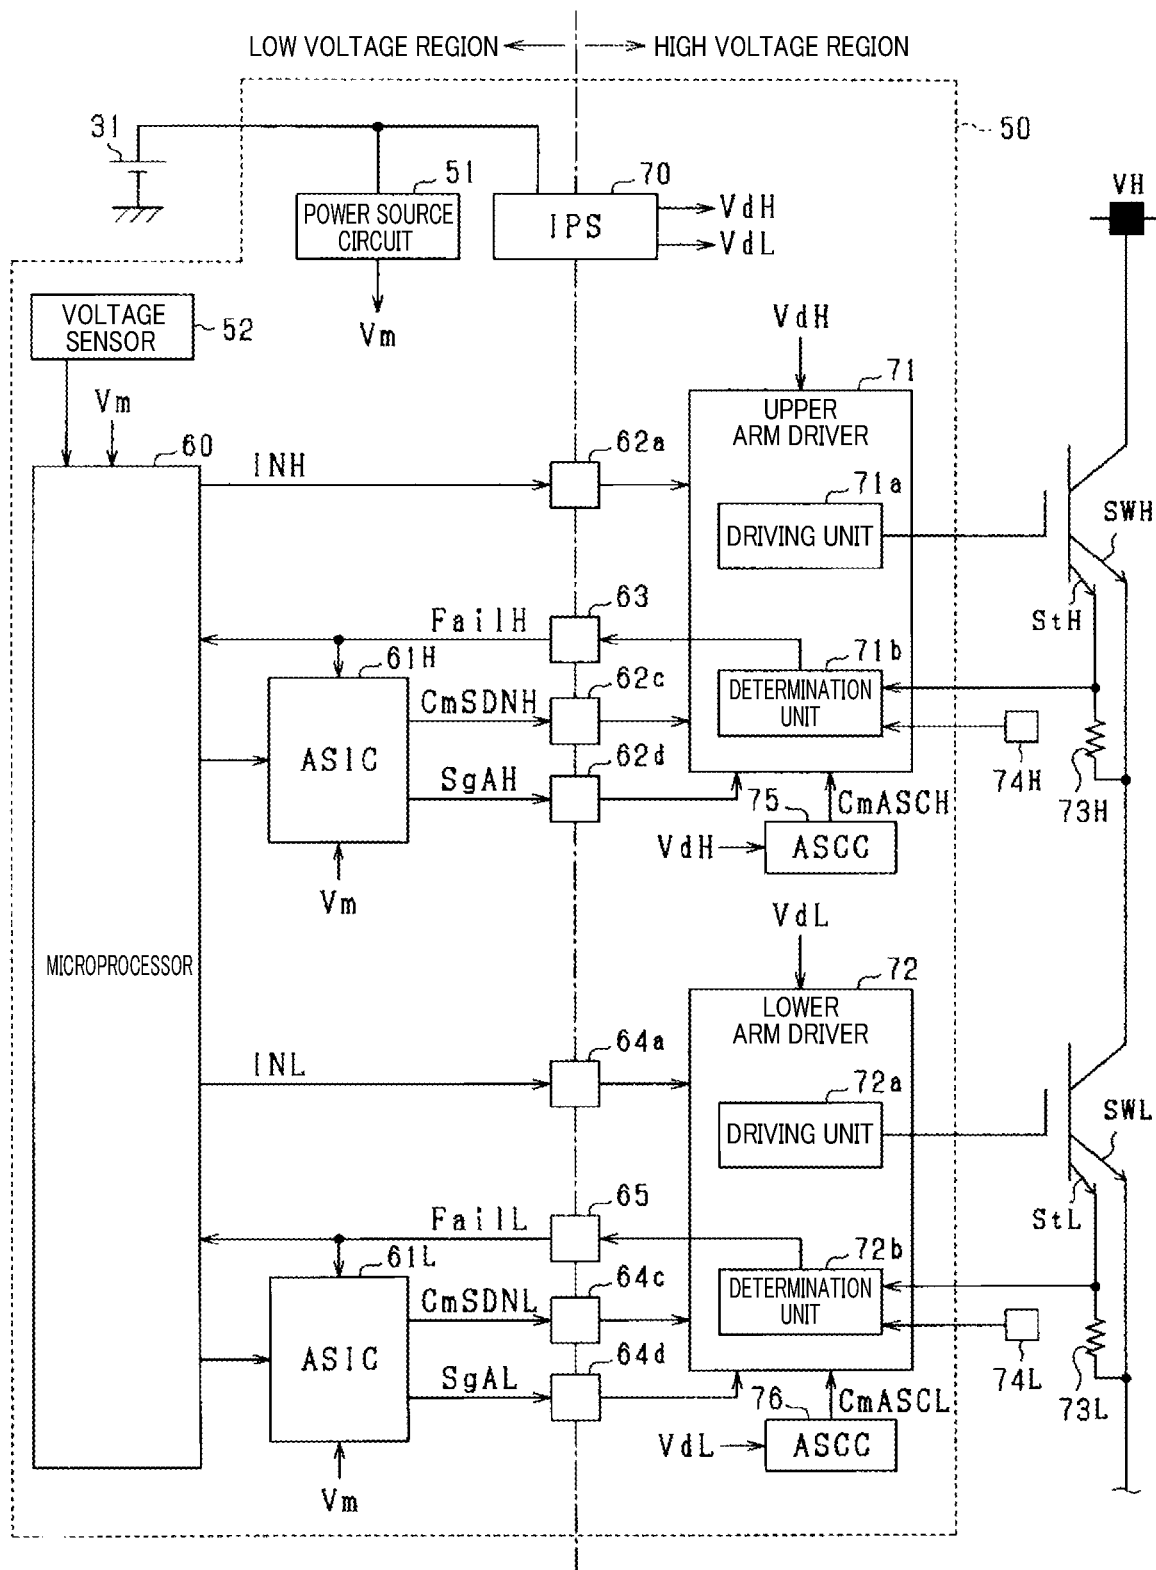 LOW VOLTAGE REGION
HIGH VOLTAGE REGION
31
50
51
70
VH
POWER SOURCE
CIRCUIT
IPS
VdH
VdL
VOLTAGE
SENSOR
52
Vm
VdH
Vm
60
71
UPPER
ARM DRIVER
INH
62a
71a
DRIVING UNIT
SWH
63
FailH
StH
61H
71b
62c
CmSDNH
DETERMINATION
UNIT
ASIC
62d
SgAH
74H
75
CmASCH
73H
VdH
ASCC
Vm
VdL
MICROPROCESSOR
72
LOWER
ARM DRIVER
64a
INL
72a
DRIVING UNIT
SWL
65
FailL
StL
61L
72b
64c
CmSDNL
DETERMINATION
UNIT
ASIC
64d
SgAL
74L
76
CmASCL
73L
VdL
ASCC
Vm